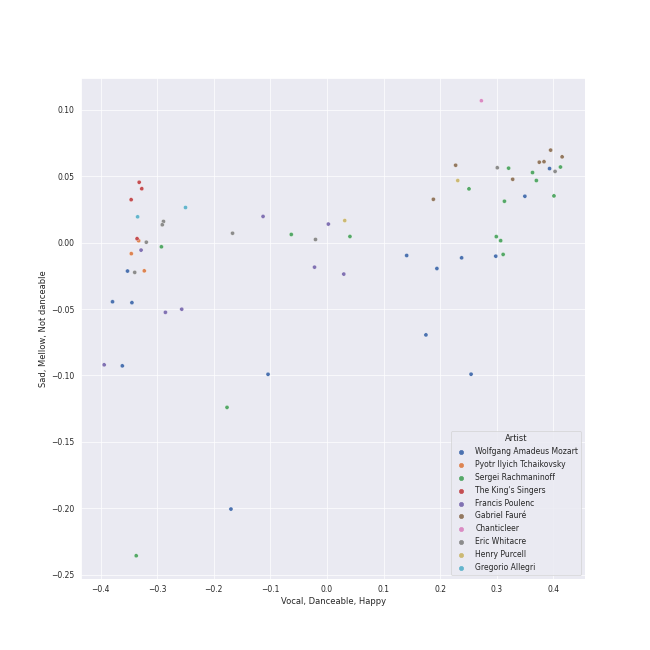 0.10
0.05
0.00
−0.05
−0.10
−0.15
−0.20
−0.25
Sad, Mellow, Not danceable
−0.4 −0.3 −0.2 −0.1 0.0 0.1 0.2 0.3 0.4
Vocal, Danceable, Happy
Artist
Wolfgang Amadeus Mozart
Pyotr Ilyich Tchaikovsky
Sergei Rachmaninoff
The King's Singers
Francis Poulenc
Gabriel Fauré
Chanticleer
Eric Whitacre
Henry Purcell
Gregorio Allegri